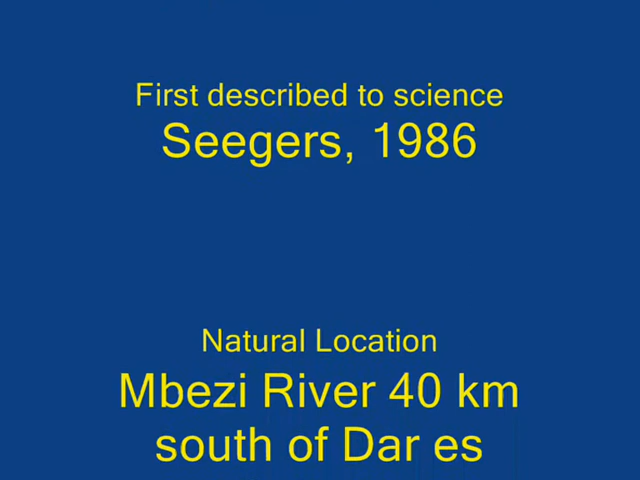 First described to science
Seegers, 1986
Natural Location
Mbezi River 40 km
south of Dar es